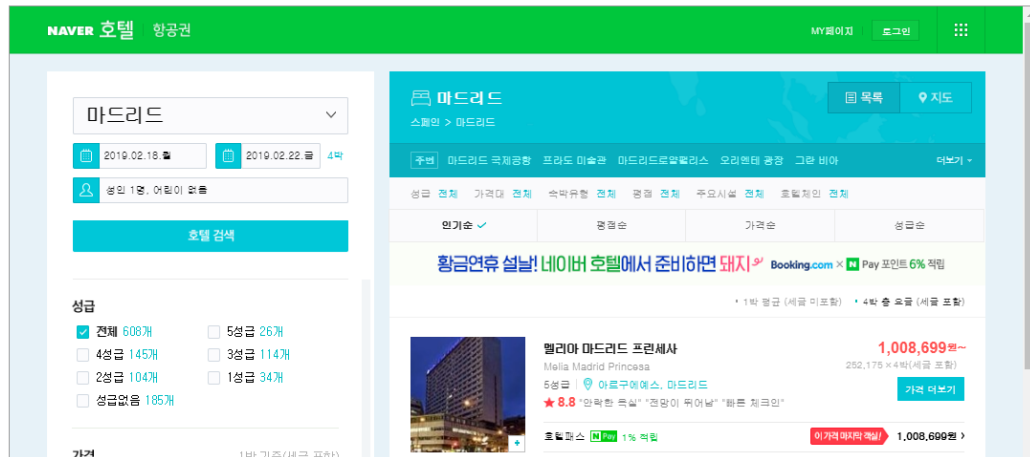 NAVER 호텔 항공권
MY페이지 로그인
마드리드
2019.02.18.월 2019.02.22.금 4박
성인 1명, 어린이 없음
호텔 검색
성급
전체 608개 5성급 26개
4성급 145개 3성급 114개
2성급 104개 1성급 34개
성급없음 185개
가격 1박 기준(세금 포함)
마드리드
스페인 > 마드리드
목록 지도
주변 마드리드 국제공항 프라도 미술관 마드리드로얄팰리스 오리엔테 광장 그란 비아 더보기
성급 전체 가격대 전체 숙박유형 전체 평점 전체 주요시설 전체 호텔체인 전체
인기순 평점순 가격순 성급순
황금연휴 설날! 네이버 호텔에서 준비하면 돼지 Booking.com × N Pay 포인트 6% 적립
1박 평균 (세금 미포함) 4박 총 요금 (세금 포함)
멜리아 마드리드 프린세사 1,008,699원~
Melia Madrid Princesa 252,175 ×4박(세금 포함)
5성급 아르구에예스, 마드리드 가격 더보기
8.8 "안락한 욕실" "전망이 뛰어남" "빠른 체크인"
호텔패스 N Pay 1% 적립 이 가격 마지막 객실! 1,008,699원